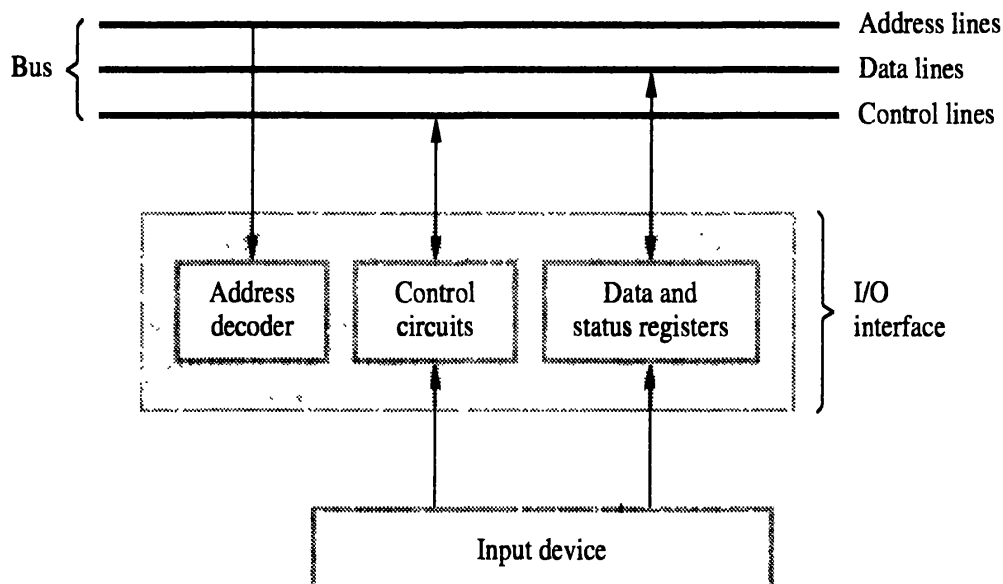 Address lines
Bus
Data lines
Control lines
Address
decoder
Control
circuits
Data and
status registers
I/O
interface
Input device